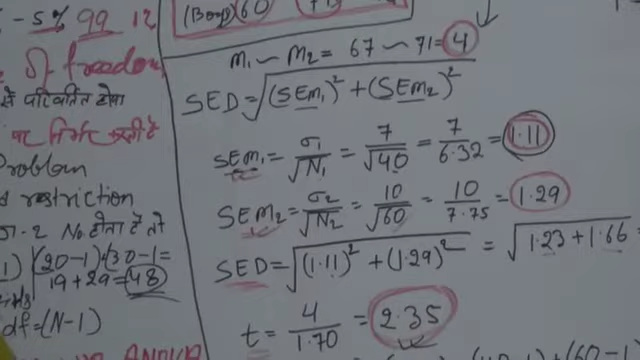 - 5% 99 12
of freedom
से परिवर्तित होना
पर निर्भर करती है
Problem
restriction
No होता है तो
1) (20-1)+(30-1=
19+29=48
df=(N-1)
(Boys) 60
M₁ ~ M₂ = 67 ~ 71 = 4
SED=√(SEM₁)² + (SEM₂)²
SEM₁ = σ₁/√N₁ = 7/√40 = 7/6.32 = 1.11
SEM₂ = σ₂/√N₂ = 10/√60 = 10/7.75 = 1.29
SED=√(1.11)² + (1.29)² = √1.23 + 1.66 =
t = 4/1.70 = 2.35